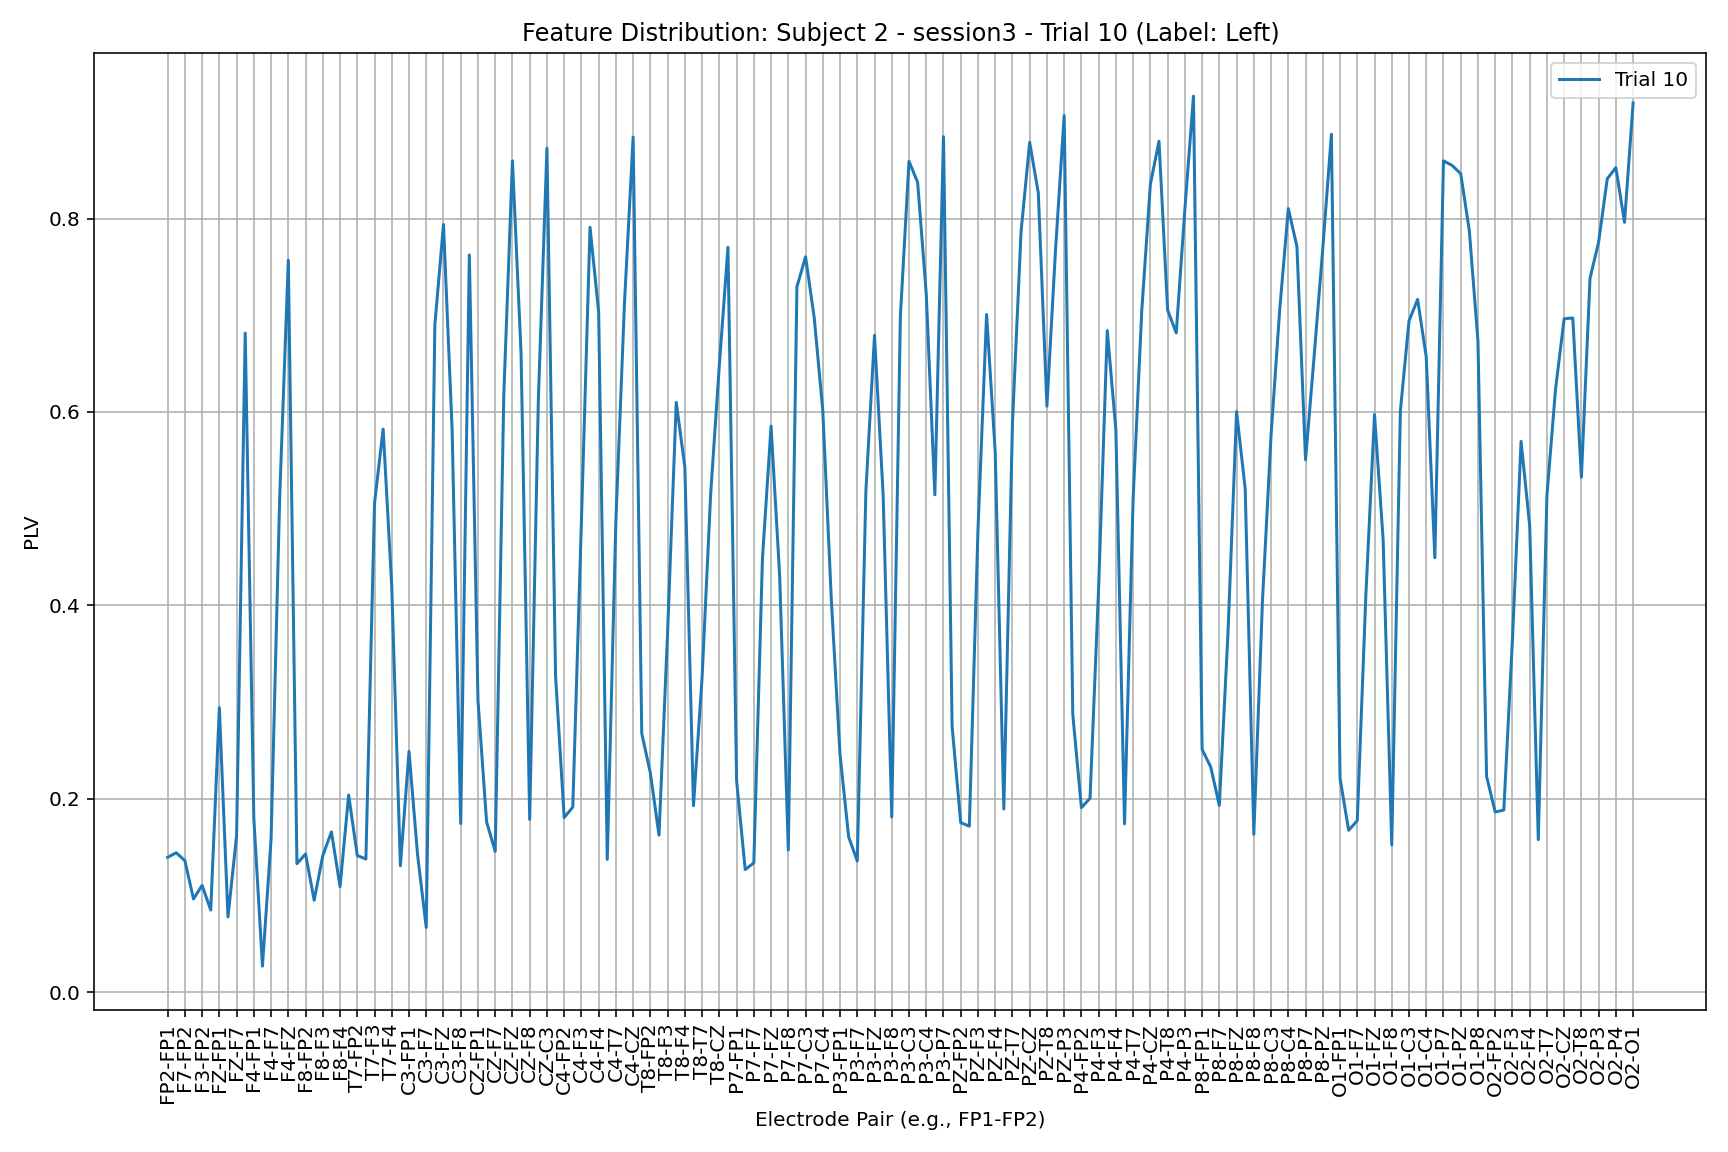 Feature Distribution: Subject 2 - session3 - Trial 10 (Label: Left)
Trial 10
PLV
0.8
0.6
0.4
0.2
0.0
FP2-FP1
F7-FP2
F3-FP2
FZ-FP1
FZ-F7
F4-FP1
F4-F7
F4-FZ
F8-FP2
F8-F3
F8-F4
T7-FP2
T7-F3
T7-F4
C3-FP1
C3-F7
C3-FZ
C3-F8
CZ-FP1
CZ-F7
CZ-FZ
CZ-F8
CZ-C3
C4-FP2
C4-F3
C4-F4
C4-T7
C4-CZ
T8-FP2
T8-F3
T8-F4
T8-T7
T8-CZ
P7-FP1
P7-F7
P7-FZ
P7-F8
P7-C3
P7-C4
P3-FP1
P3-F7
P3-FZ
P3-F8
P3-C3
P3-C4
P3-P7
PZ-FP2
PZ-F3
PZ-F4
PZ-T7
PZ-CZ
PZ-T8
PZ-P3
P4-FP2
P4-F3
P4-F4
P4-T7
P4-CZ
P4-T8
P4-P3
P8-FP1
P8-F7
P8-FZ
P8-F8
P8-C3
P8-C4
P8-P7
P8-PZ
O1-FP1
O1-F7
O1-FZ
O1-F8
O1-C3
O1-C4
O1-P7
O1-PZ
O1-P8
O2-FP2
O2-F3
O2-F4
O2-T7
O2-CZ
O2-T8
O2-P3
O2-P4
O2-O1
Electrode Pair (e.g., FP1-FP2)